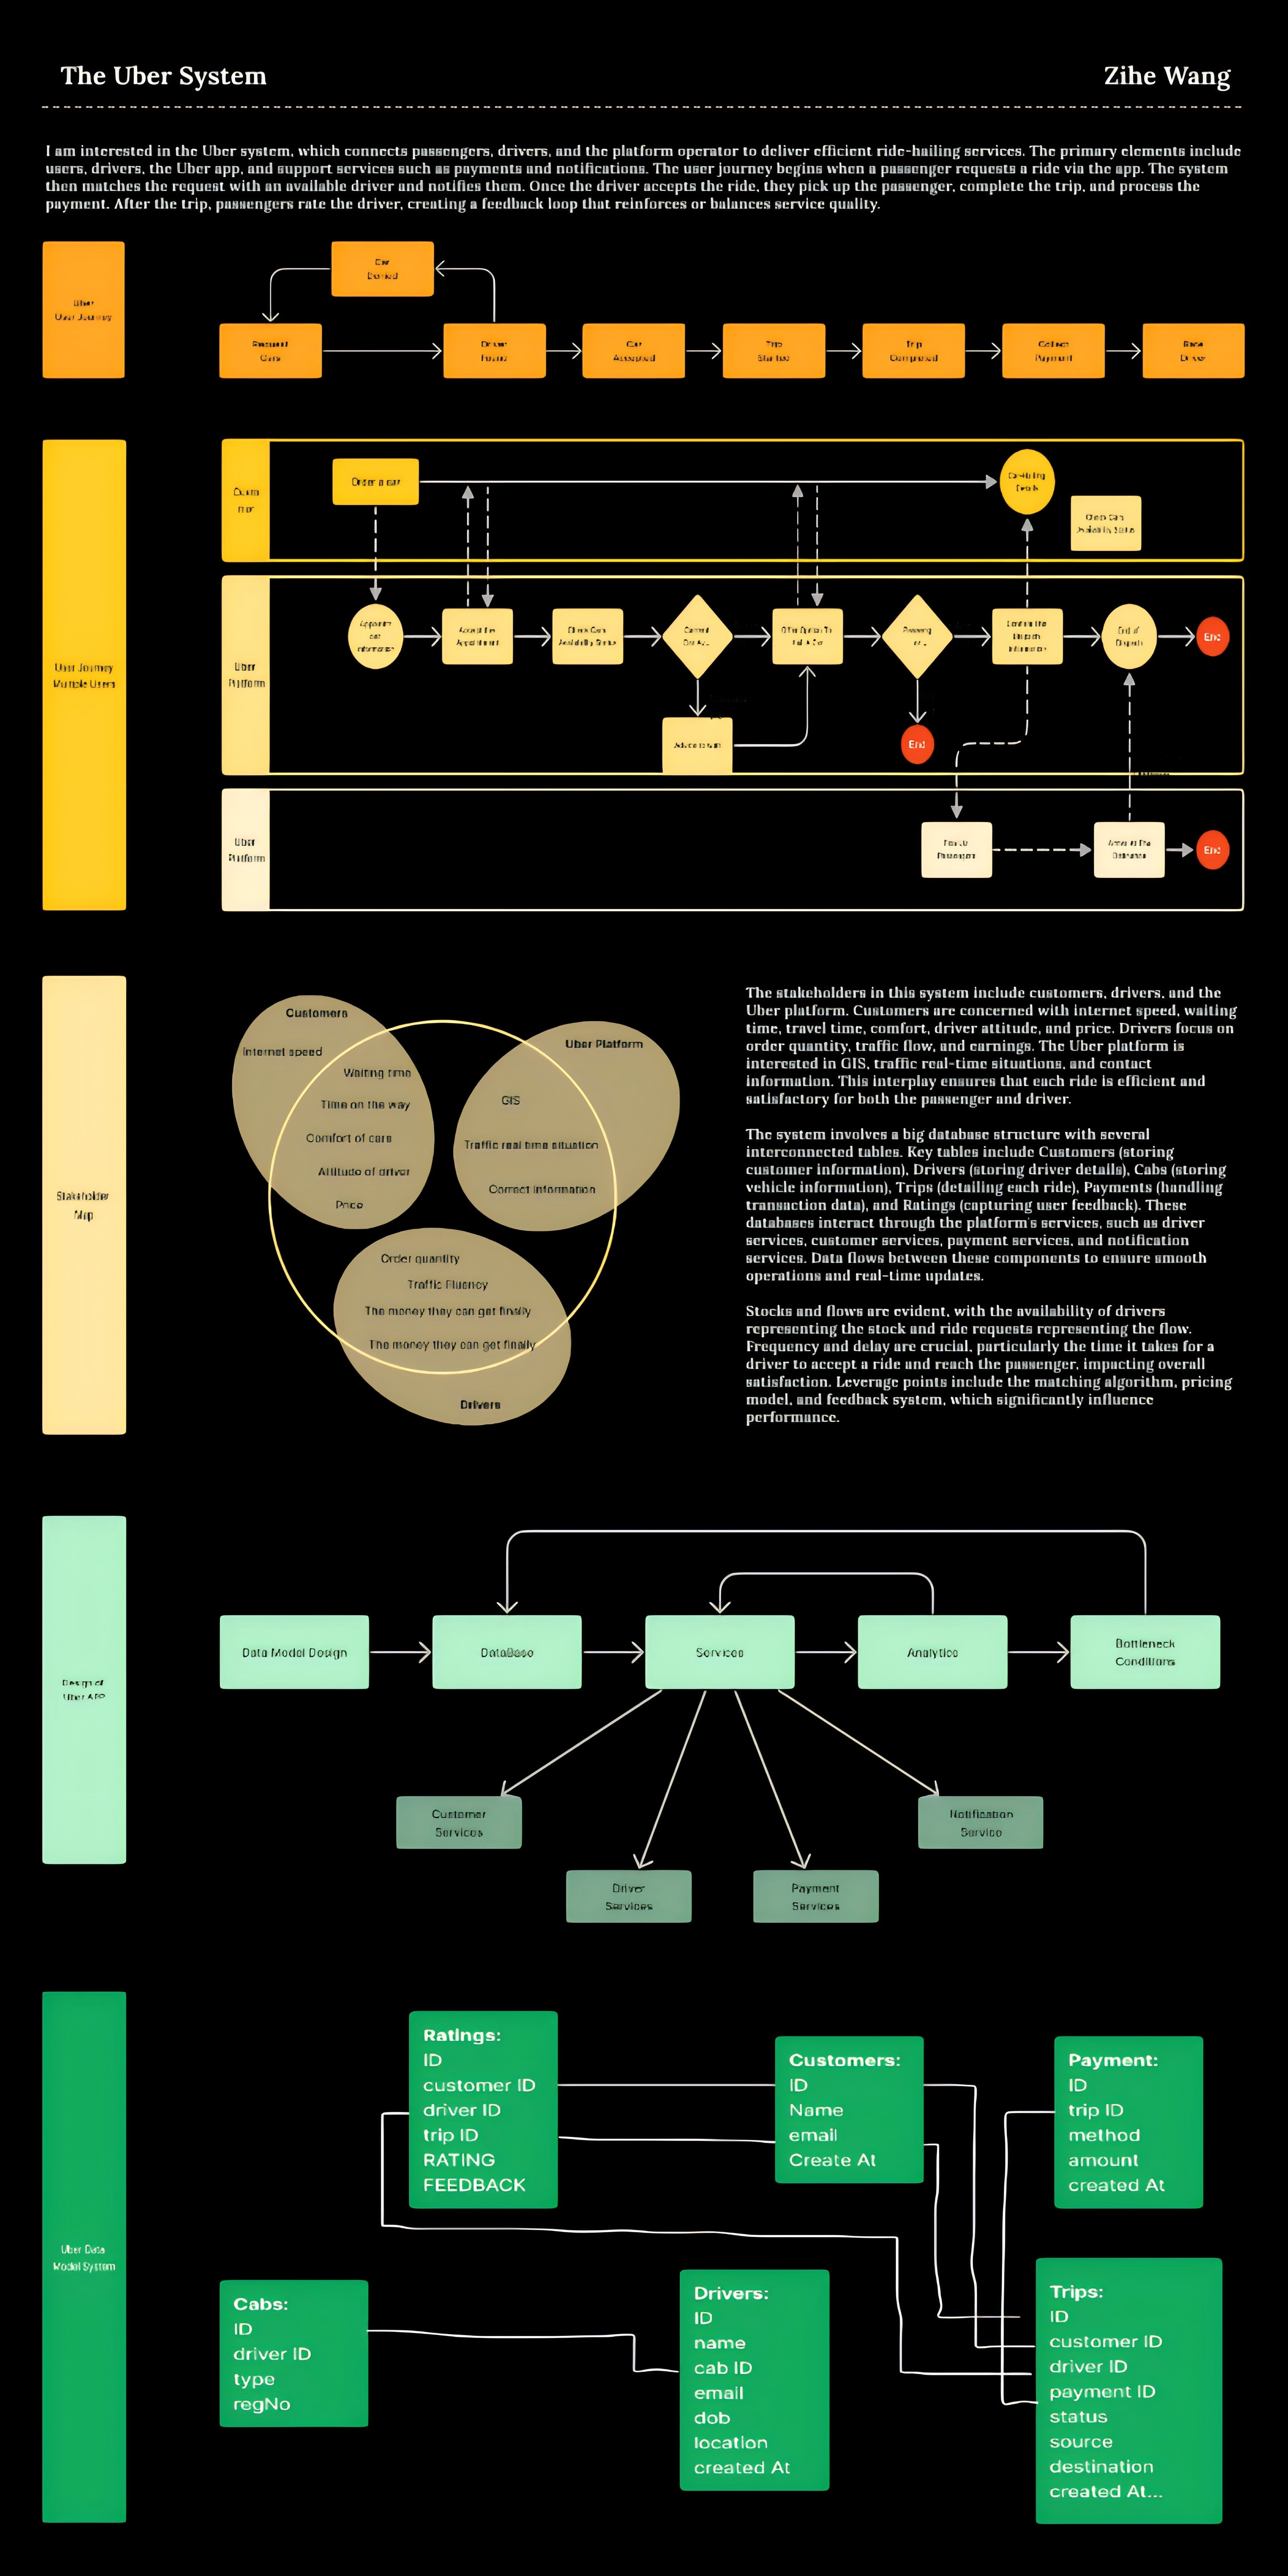 The Uber System
Zihe Wang
I am interested in the Uber system, which connects passengers, drivers, and the platform operator to deliver efficient ride-hailing services. The primary elements include
users, drivers, the Uber app, and support services such as payments and notifications. The user journey begins when a passenger requests a ride via the app. The system
then matches the request with an available driver and notifies them. Once the driver accepts the ride, they pick up the passenger, complete the trip, and process the
payment. After the trip, passengers rate the driver, creating a feedback loop that reinforces or balances service quality.
Uber
User Journey
Car
Denied
Request
Cars
Driver
Found
Car
Accepted
Trip
Started
Trip
Completed
Collect
Payment
Rate
Driver
User Journey
Multiple Users
Custo
mer
Order a car
Details
Check Cars
Availability Status
Uber
Platform
Appointm
ent
Information
Accept the
Appointment
Check Cars
Availability Status
Current
Offer Option To
Confirm The
Dispatch
Information
End of
Dispatch
End
End
Uber
Platform
Pick Up
Passengers
Arrive at The
End
Stakeholder
Map
Customers
Internet speed
Waiting time
Time on the way
Comfort of cars
Attitude of driver
Price
Uber Platform
GIS
Traffic real time situation
Correct information
Order quantity
Traffic Fluency
The money they can get finally
The money they can get finally
Drivers
The stakeholders in this system include customers, drivers, and the
Uber platform. Customers are concerned with internet speed, waiting
time, travel time, comfort, driver attitude, and price. Drivers focus on
order quantity, traffic flow, and earnings. The Uber platform is
interested in GIS, traffic real-time situations, and contact
information. This interplay ensures that each ride is efficient and
satisfactory for both the passenger and driver.
The system involves a big database structure with several
interconnected tables. Key tables include Customers (storing
customer information), Drivers (storing driver details), Cabs (storing
vehicle information), Trips (detailing each ride), Payments (handling
transaction data), and Ratings (capturing user feedback). These
databases interact through the platform's services, such as driver
services, customer services, payment services, and notification
services. Data flows between these components to ensure smooth
operations and real-time updates.
Stocks and flows are evident, with the availability of drivers
representing the stock and ride requests representing the flow.
Frequency and delay are crucial, particularly the time it takes for a
driver to accept a ride and reach the passenger, impacting overall
satisfaction. Leverage points include the matching algorithm, pricing
model, and feedback system, which significantly influence
performance.
Design of
Uber APP
Data Model Design
DataBase
Services
Analytics
Bottleneck
Conditions
Customer
Services
Notification
Service
Driver
Services
Payment
Services
Uber Data
Model System
Ratings:
ID
customer ID
driver ID
trip ID
RATING
FEEDBACK
Customers:
ID
Name
email
Create At
Payment:
ID
trip ID
method
amount
created At
Cabs:
ID
driver ID
type
regNo
Drivers:
ID
name
cab ID
email
dob
location
created At
Trips:
ID
customer ID
driver ID
payment ID
status
source
destination
created At...